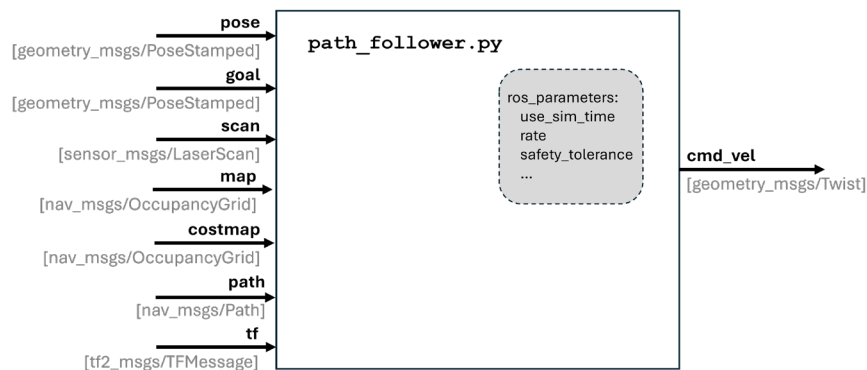 pose
[geometry_msgs/PoseStamped]
goal
[geometry_msgs/PoseStamped]
scan
[sensor_msgs/LaserScan]
map
[nav_msgs/OccupancyGrid]
costmap
[nav_msgs/OccupancyGrid]
path
[nav_msgs/Path]
tf
[tf2_msgs/TFMessage]
path_follower.py
ros_parameters:
use_sim_time
rate
safety_tolerance
...
cmd_vel
[geometry_msgs/Twist]